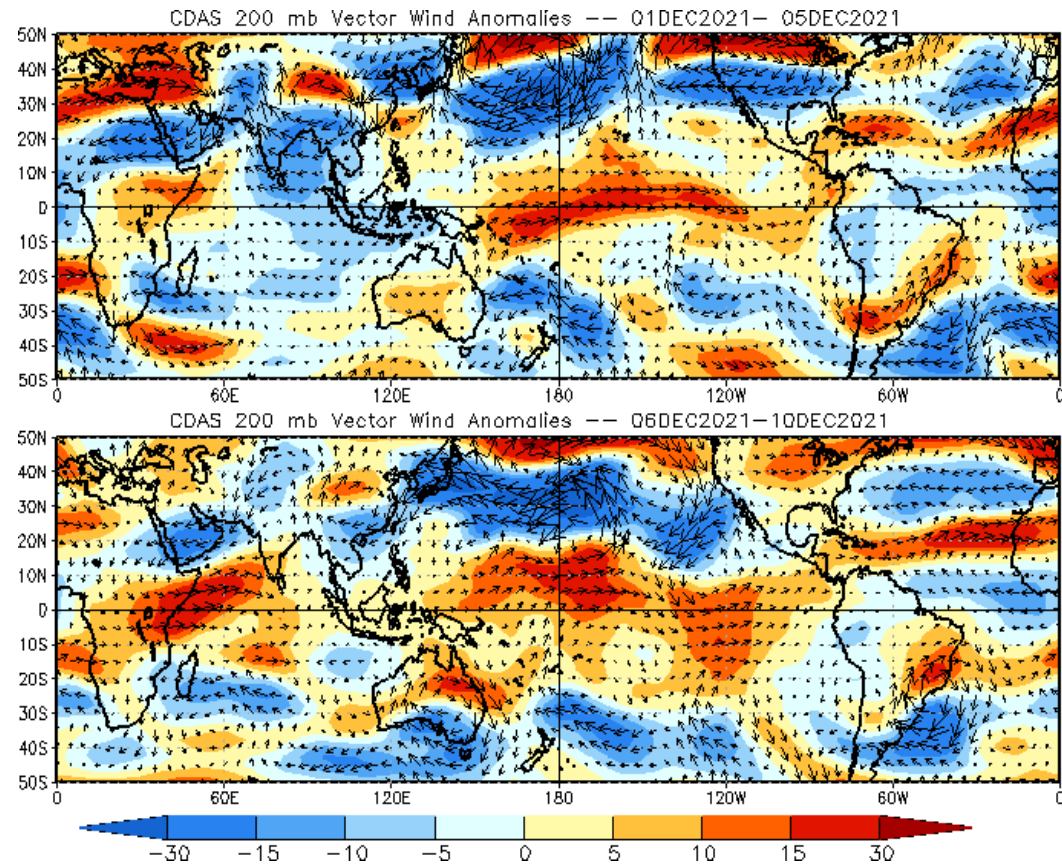 CDAS 200 mb Vector Wind Anomalies -- 01DEC2021- 05DEC2021
50N
40N
30N
20N
10N
0
10S
20S
30S
40S
50S
0 60E 120E 180 120W 60W 0
CDAS 200 mb Vector Wind Anomalies -- 06DEC2021-10DEC2021
50N
40N
30N
20N
10N
0
10S
20S
30S
40S
50S
0 60E 120E 180 120W 60W 0
-30 -15 -10 -5 0 5 10 15 30